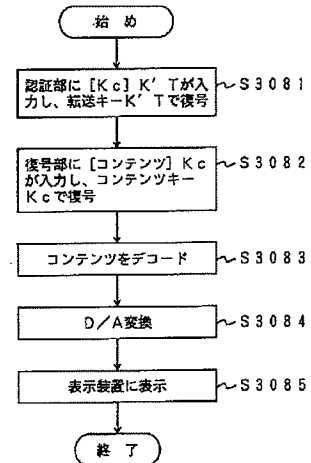 始 め
認証部に [Kc] K' Tが入
力し、転送キーK' Tで復号
S3081
復号部に [コンテンツ] Kc
が入力し、コンテンツキー
Kcで復号
S3082
コンテンツをデコード
S3083
D/A変換
S3084
表示装置に表示
S3085
終 了